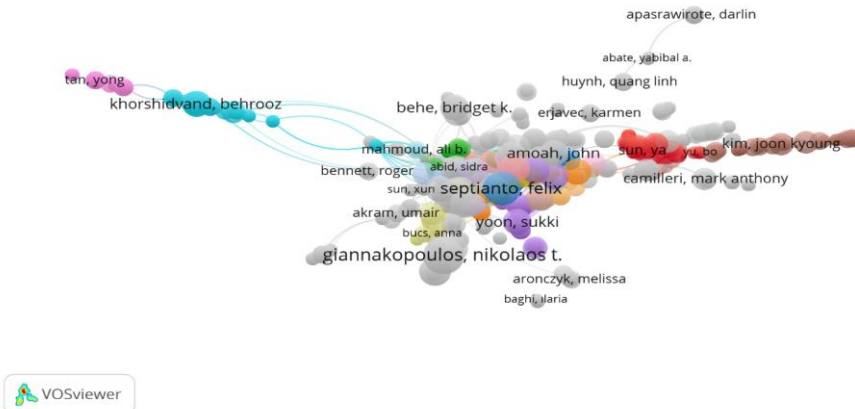 apasrawirote, darlin
abate, yabibal a.
tan, yong
huynh, quang linh
khorshidvand, behrooz
behe, bridget k.
erjavec, karmen
mahmoud, ali b.
amoah, john
sun, ya
yu, bo
kim, joon kyoung
abid, sidra
bennett, roger
camilleri, mark anthony
sun, xun
septianto, felix
akram, umair
yoon, sukki
bucs, anna
giannakopoulos, nikolaos t.
aronczyk, melissa
baghi, ilaria
VOSviewer